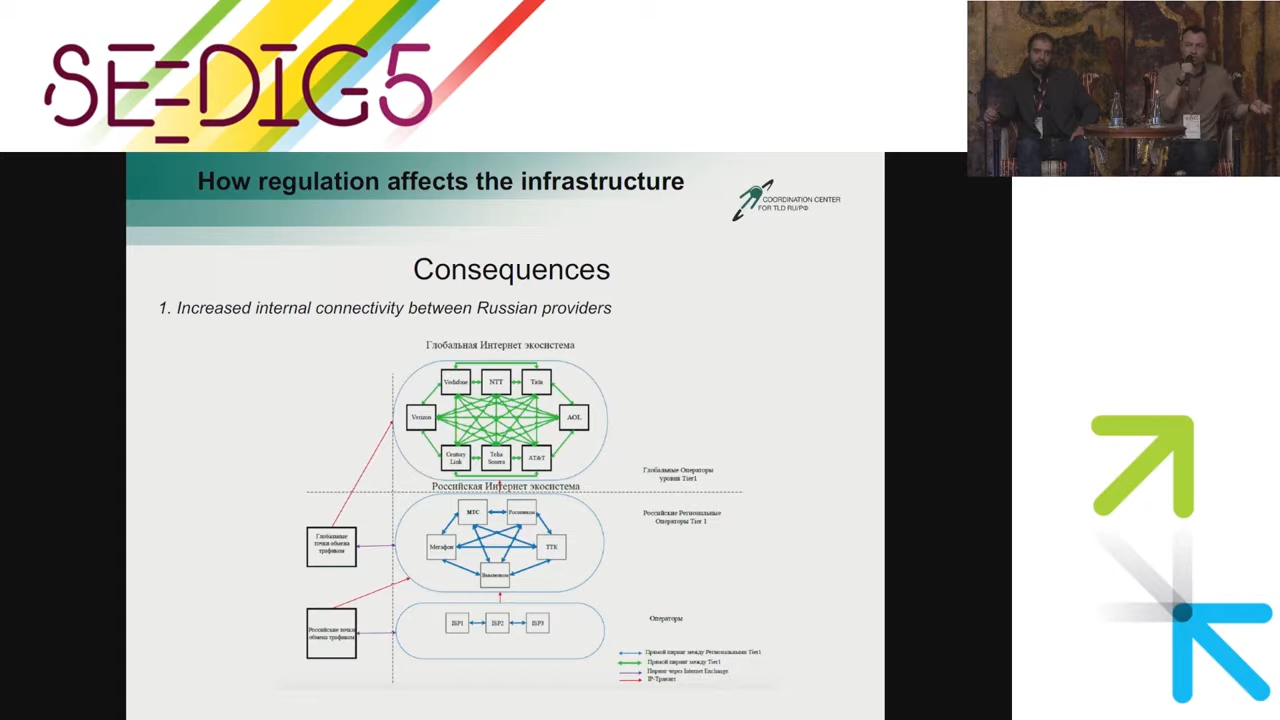 SEEDIG5
How regulation affects the infrastructure
COORDINATION CENTER
FOR TLD RU/РФ
Consequences
1. Increased internal connectivity between Russian providers
Глобальная Интернет экосистема
Vodafone
NTT
Tata
Verizon
AOL
Century
Link
Telia
Sonera
AT&T
Глобальные Операторы
уровня Tier1
Российская Интернет экосистема
МТС
Ростелеком
Российские Региональные
Операторы Tier 1
Мегафон
ТТК
Вымпелком
Глобальные
точки обмена
трафиком
Российские точки
обмена трафиком
ISP1
ISP2
ISP3
Операторы
Прямой пиринг между Региональными Tier1
Прямой пиринг между Tier1
Пиринг через Internet Exchange
IP-Транзит